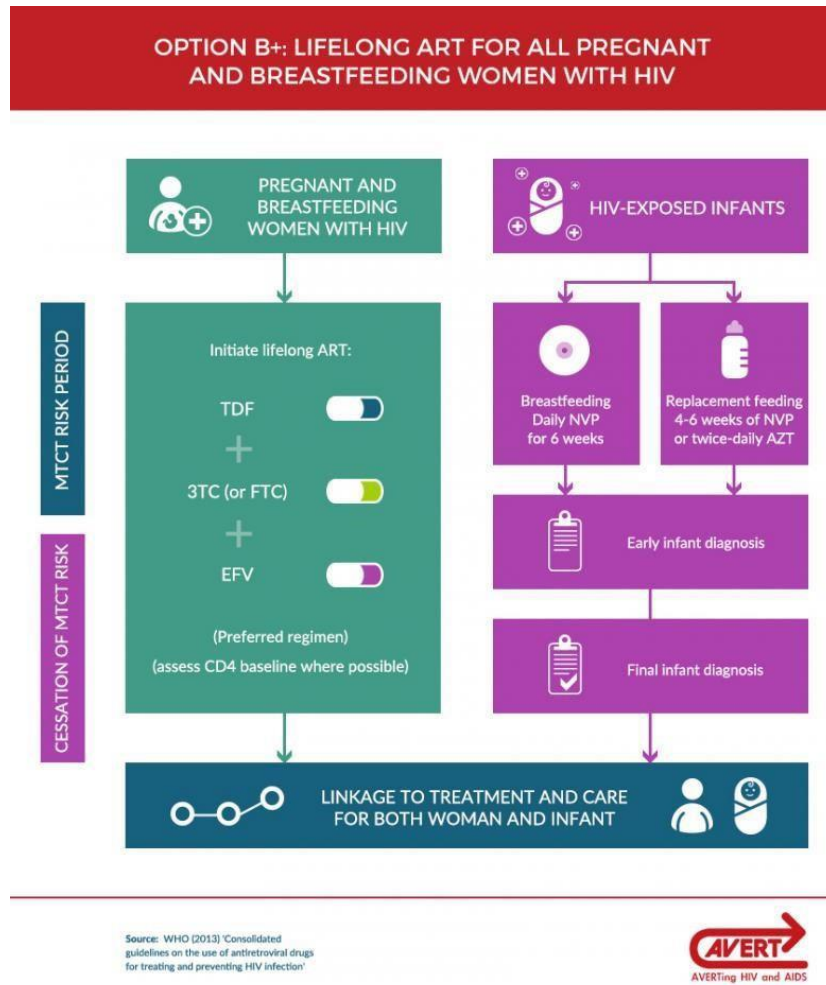 OPTION B+: LIFELONG ART FOR ALL PREGNANT
AND BREASTFEEDING WOMEN WITH HIV
PREGNANT AND
BREASTFEEDING
WOMEN WITH HIV
HIV-EXPOSED INFANTS
MTCT RISK PERIOD
CESSATION OF MTCT RISK
Initiate lifelong ART:
TDF
+
3TC (or FTC)
+
EFV
(Preferred regimen)
(assess CD4 baseline where possible)
Breastfeeding
Daily NVP
for 6 weeks
Replacement feeding
4-6 weeks of NVP
or twice-daily AZT
Early infant diagnosis
Final infant diagnosis
LINKAGE TO TREATMENT AND CARE
FOR BOTH WOMAN AND INFANT
Source: WHO (2013) 'Consolidated
guidelines on the use of antiretroviral drugs
for treating and preventing HIV infection'
AVERT
AVERTing HIV and AIDS